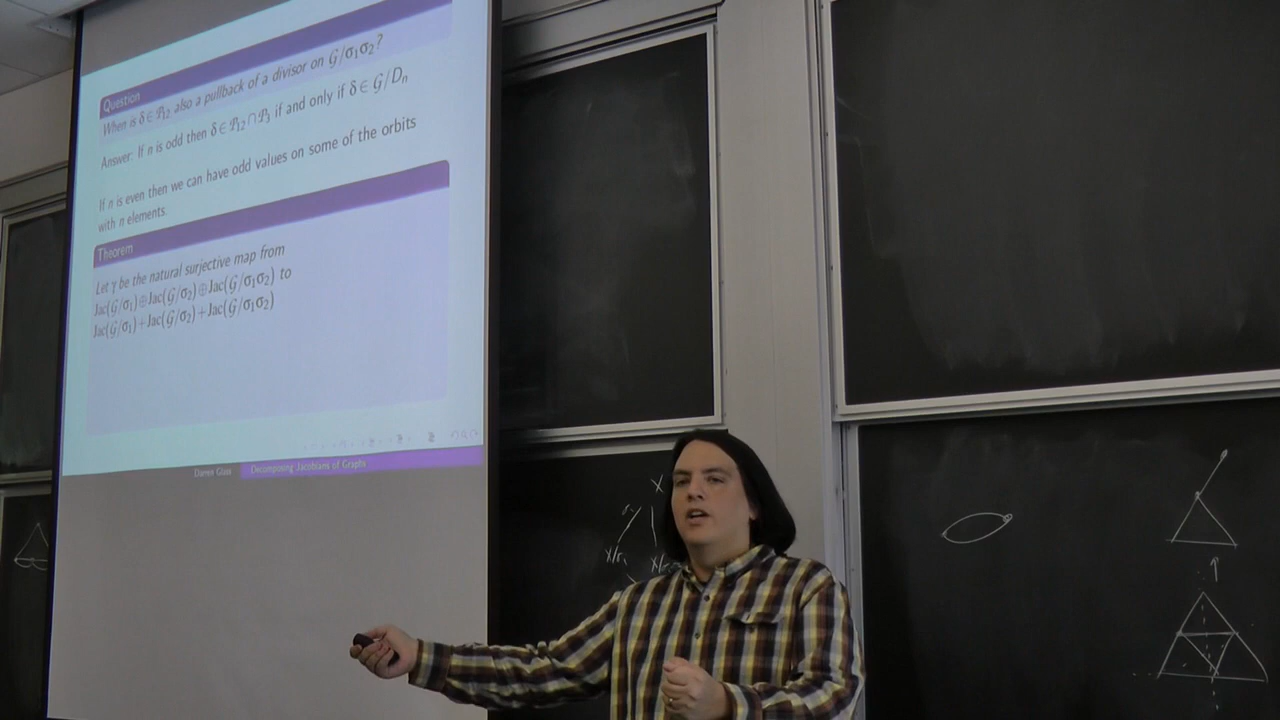 Question
When is δ ∈ P₁₂ also a pullback of a divisor on G/σ₁σ₂?
Answer: If n is odd then δ ∈ P₁₂ ∩ P₃ if and only if δ ∈ G/Dₙ
If n is even then we can have odd values on some of the orbits
with n elements.
Theorem
Let γ be the natural surjective map from
Jac(G/σ₁)⊕Jac(G/σ₂)⊕Jac(G/σ₁σ₂) to
Jac(G/σ₁)+Jac(G/σ₂)+Jac(G/σ₁σ₂)
Darren Glass Decomposing Jacobians of Graphs
X
X/σ₁